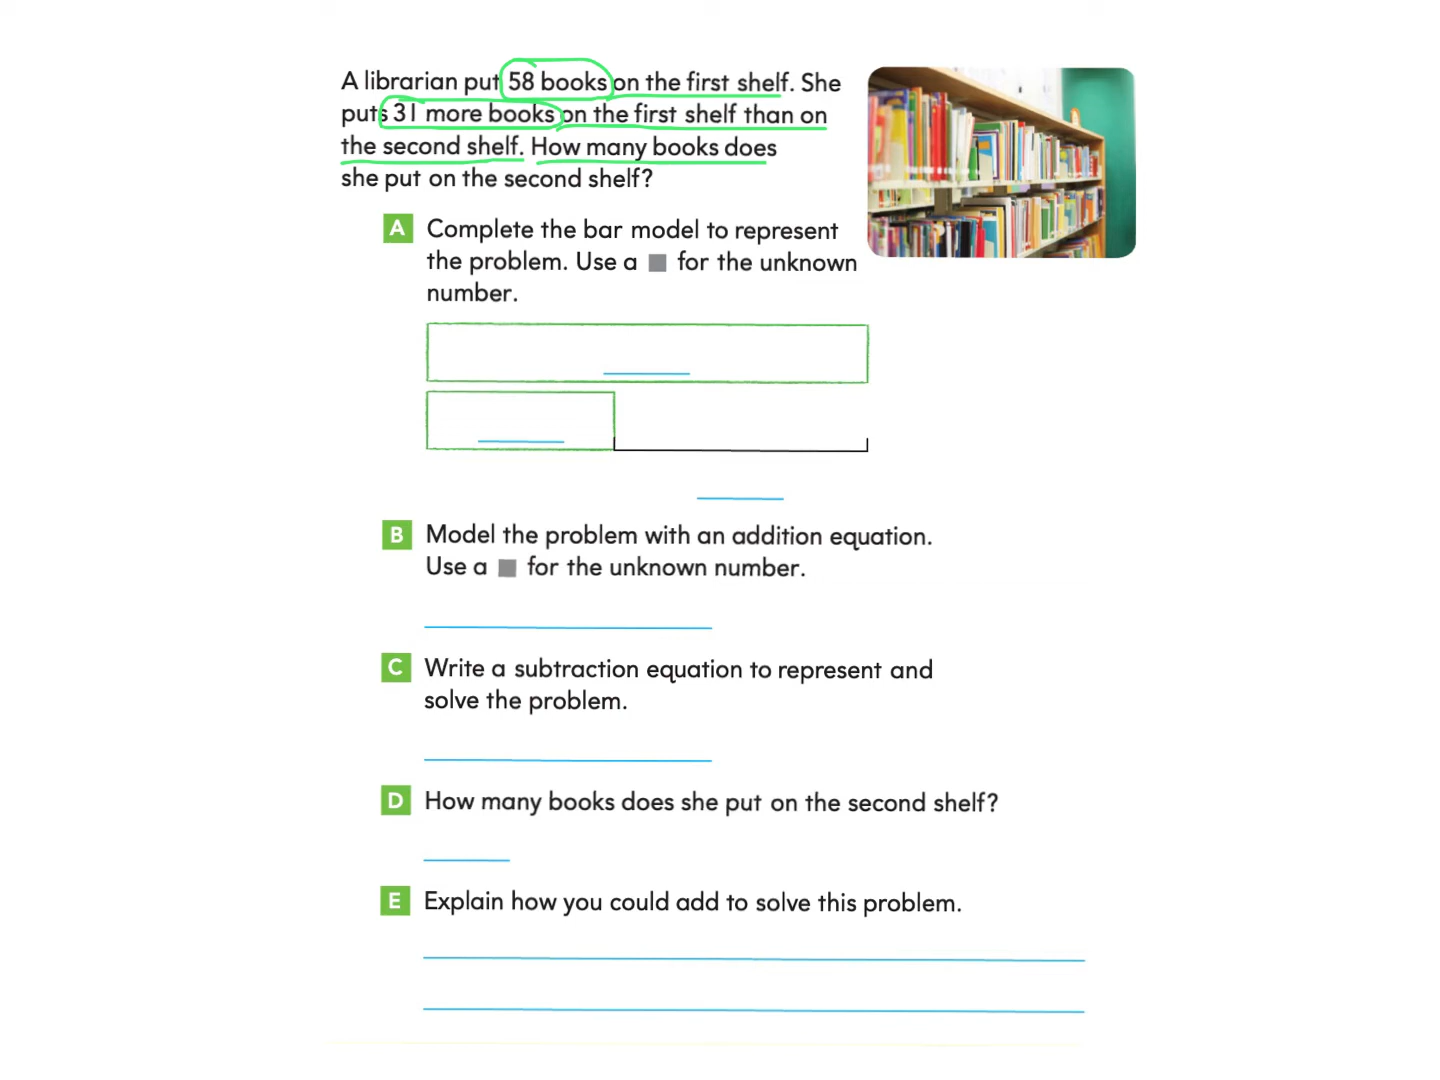 A librarian put 58 books on the first shelf. She
puts 31 more books on the first shelf than on
the second shelf. How many books does
she put on the second shelf?
A Complete the bar model to represent
the problem. Use a ■ for the unknown
number.
B Model the problem with an addition equation.
Use a ■ for the unknown number.
C Write a subtraction equation to represent and
solve the problem.
D How many books does she put on the second shelf?
E Explain how you could add to solve this problem.